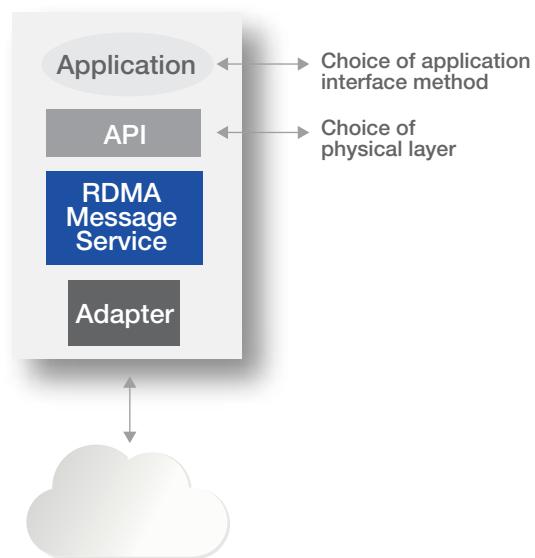 Application
Choice of application
interface method
API
Choice of
physical layer
RDMA
Message
Service
Adapter